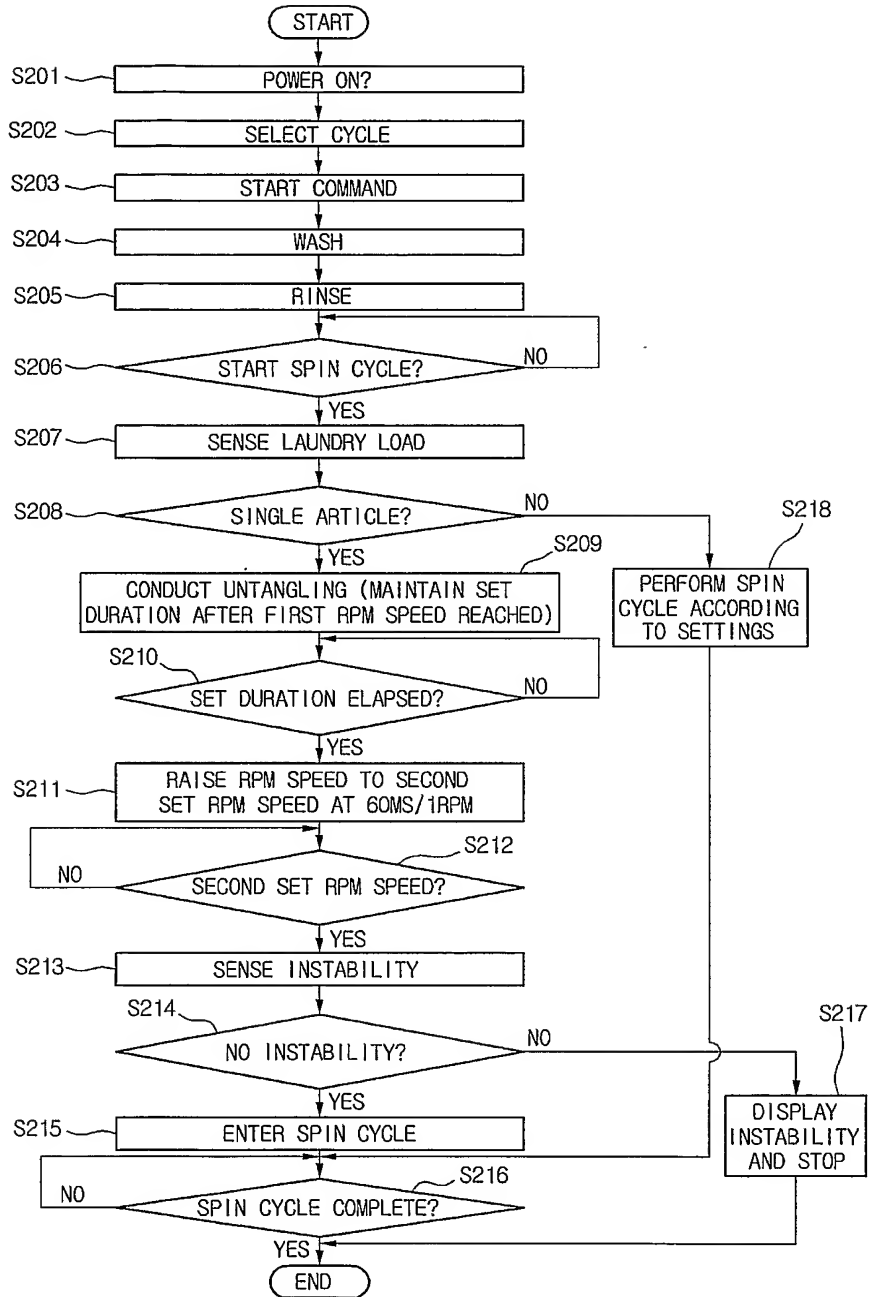 START
S201
POWER ON?
S202
SELECT CYCLE
S203
START COMMAND
S204
WASH
S205
RINSE
S206
START SPIN CYCLE?
NO
YES
S207
SENSE LAUNDRY LOAD
S208
SINGLE ARTICLE?
NO
S218
YES
S209
CONDUCT UNTANGLING (MAINTAIN SET
DURATION AFTER FIRST RPM SPEED REACHED)
PERFORM SPIN
CYCLE ACCORDING
TO SETTINGS
S210
SET DURATION ELAPSED?
NO
YES
S211
RAISE RPM SPEED TO SECOND
SET RPM SPEED AT 60MS/1RPM
S212
NO
SECOND SET RPM SPEED?
YES
S213
SENSE INSTABILITY
S214
NO INSTABILITY?
NO
S217
YES
S215
ENTER SPIN CYCLE
DISPLAY
INSTABILITY
AND STOP
S216
NO
SPIN CYCLE COMPLETE?
YES
END